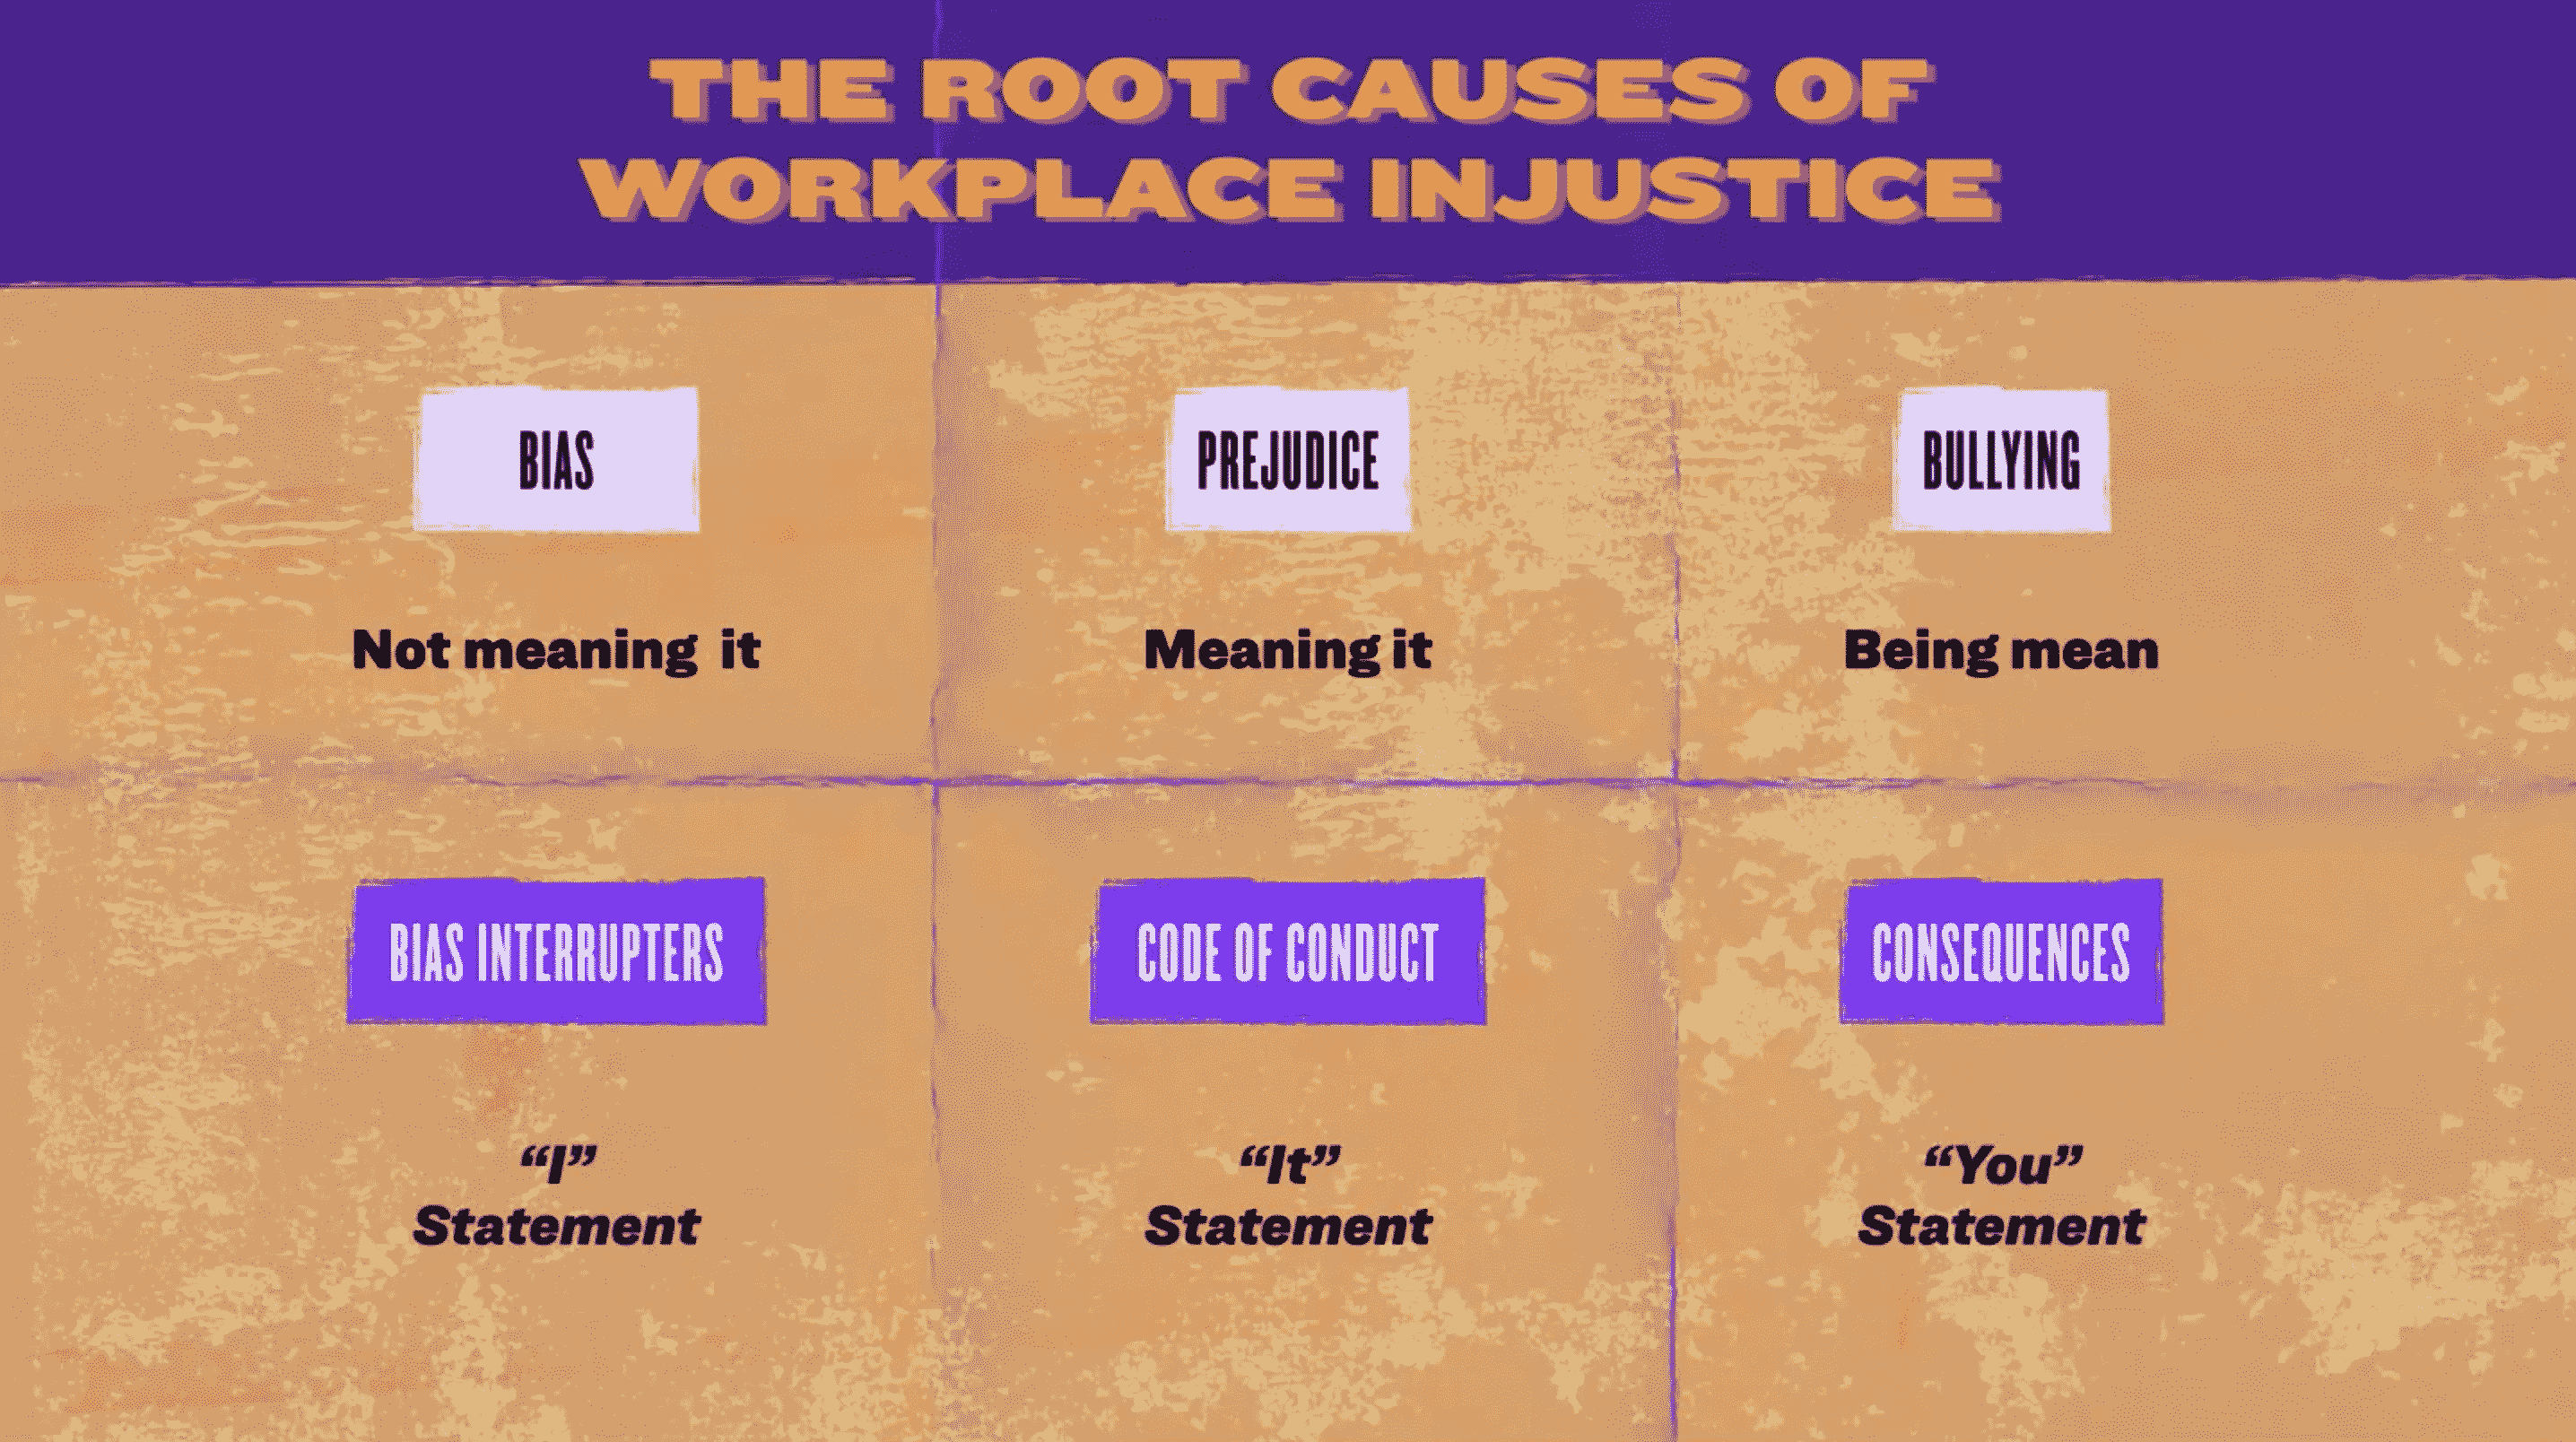 THE ROOT CAUSES OF
WORKPLACE INJUSTICE
BIAS
PREJUDICE
BULLYING
Not meaning it
Meaning it
Being mean
BIAS INTERRUPTERS
CODE OF CONDUCT
CONSEQUENCES
“I”
Statement
“It”
Statement
“You”
Statement